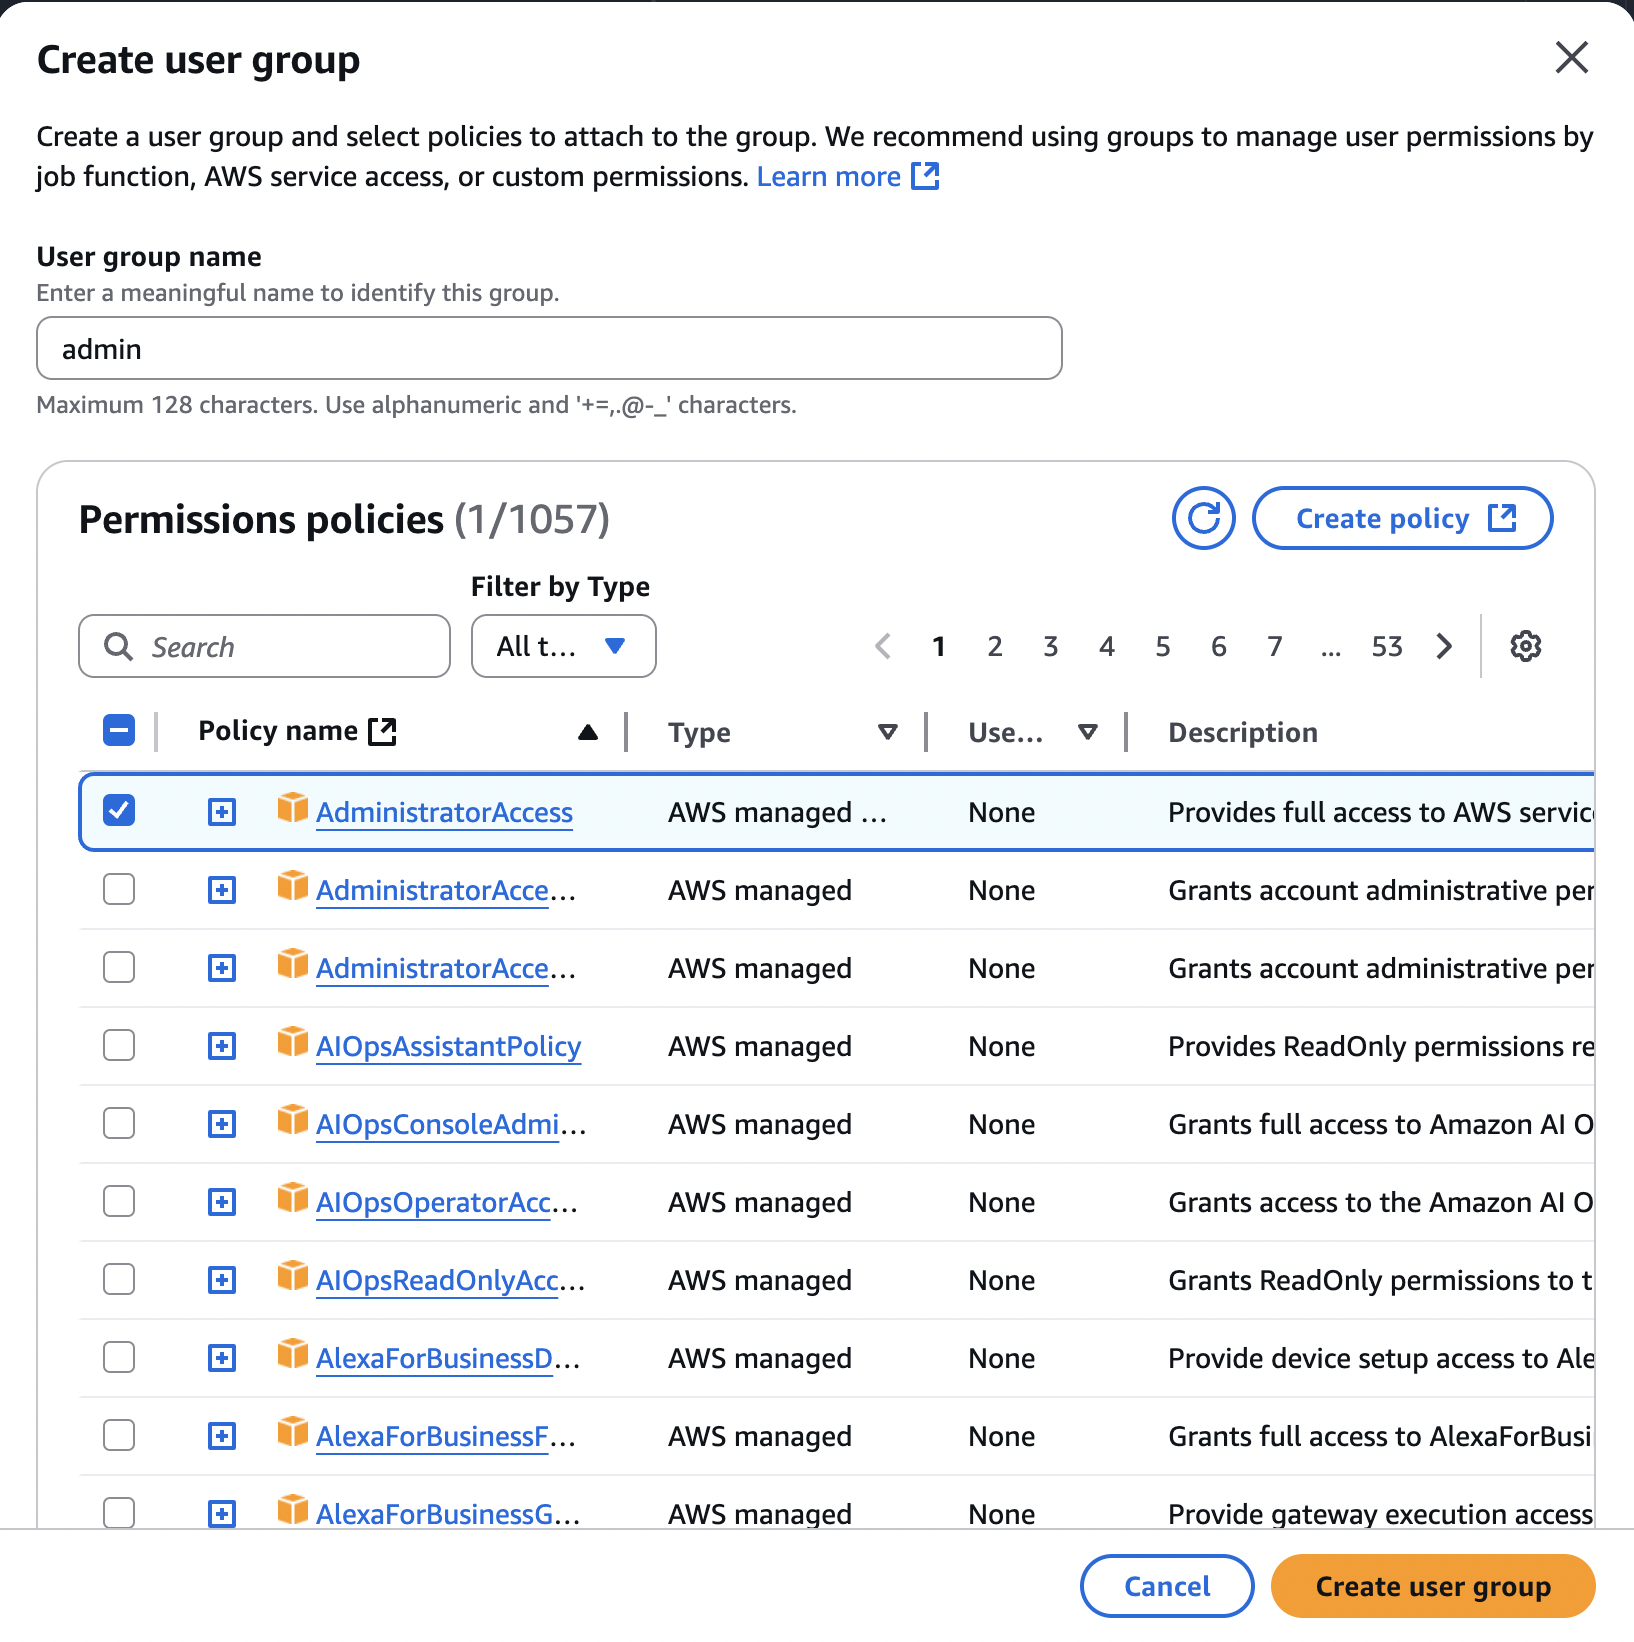 Create user group
Create a user group and select policies to attach to the group. We recommend using groups to manage user permissions by
job function, AWS service access, or custom permissions. Learn more
User group name
Enter a meaningful name to identify this group.
admin
Maximum 128 characters. Use alphanumeric and '+=,.@-_' characters.
Permissions policies (1/1057)
Create policy
Filter by Type
Search
All t...
1 2 3 4 5 6 7 ... 53
Policy name Type Use... Description
AdministratorAccess AWS managed ... None Provides full access to AWS servic
AdministratorAcce... AWS managed None Grants account administrative per
AdministratorAcce... AWS managed None Grants account administrative per
AIOpsAssistantPolicy AWS managed None Provides ReadOnly permissions re
AIOpsConsoleAdmi... AWS managed None Grants full access to Amazon AI O
AIOpsOperatorAcc... AWS managed None Grants access to the Amazon AI O
AIOpsReadOnlyAcc... AWS managed None Grants ReadOnly permissions to t
AlexaForBusinessD... AWS managed None Provide device setup access to Ale
AlexaForBusinessF... AWS managed None Grants full access to AlexaForBusi
AlexaForBusinessG... AWS managed None Provide gateway execution access
Cancel
Create user group